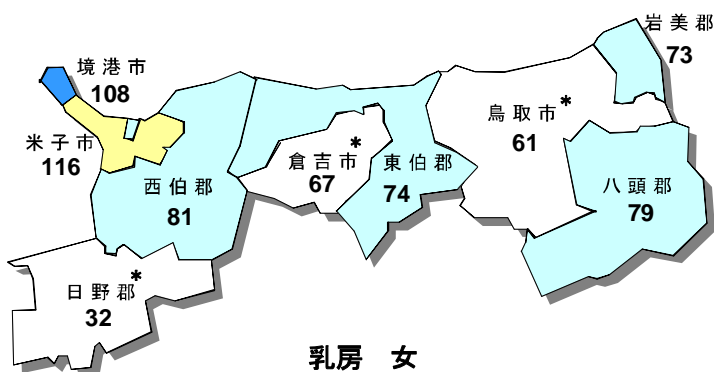 岩美郡
73
境港市
108
鳥取市*
61
米子市
116
倉吉市*
67
東伯郡
74
西伯郡
81
八頭郡
79
日野郡*
32
乳房 女